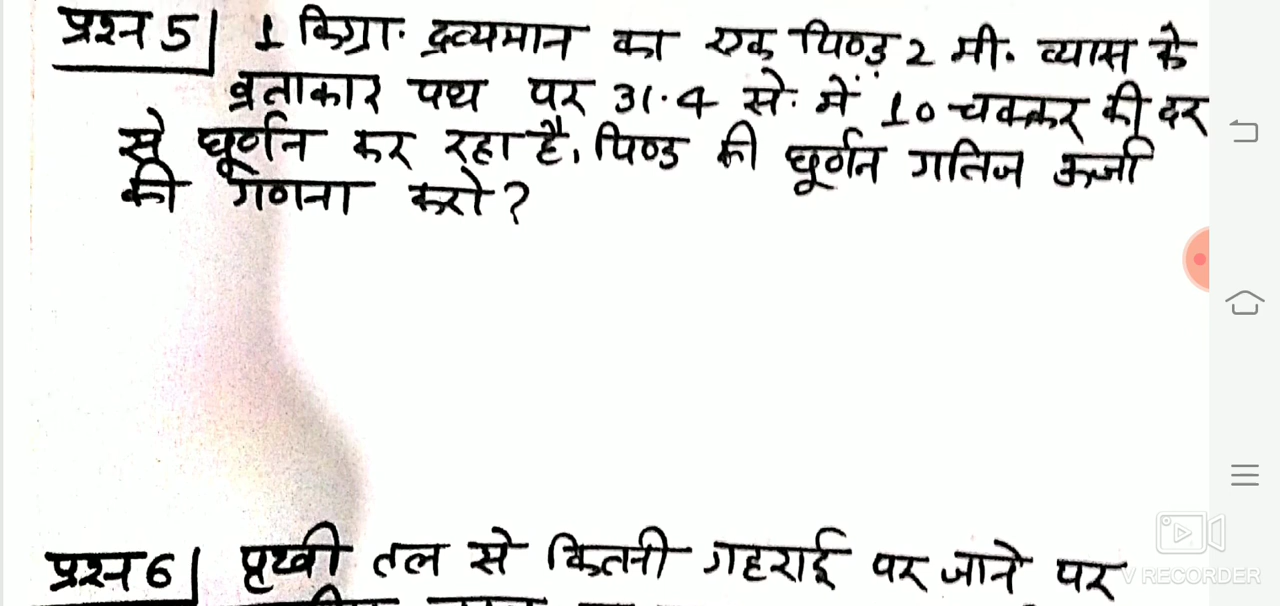 प्रश्न 5| 1 किग्रा. द्रव्यमान का एक पिण्ड़ 2 मी. व्यास के
व्रताकार पथ पर 31.4 से. में 10 चक्कर की दर
से घूर्णन कर रहा है, पिण्ड की घूर्णन गतिज ऊर्जा
की गणना करो?
प्रश्न 6| पृथ्वी तल से कितनी गहराई पर जाने पर
V RECORDER